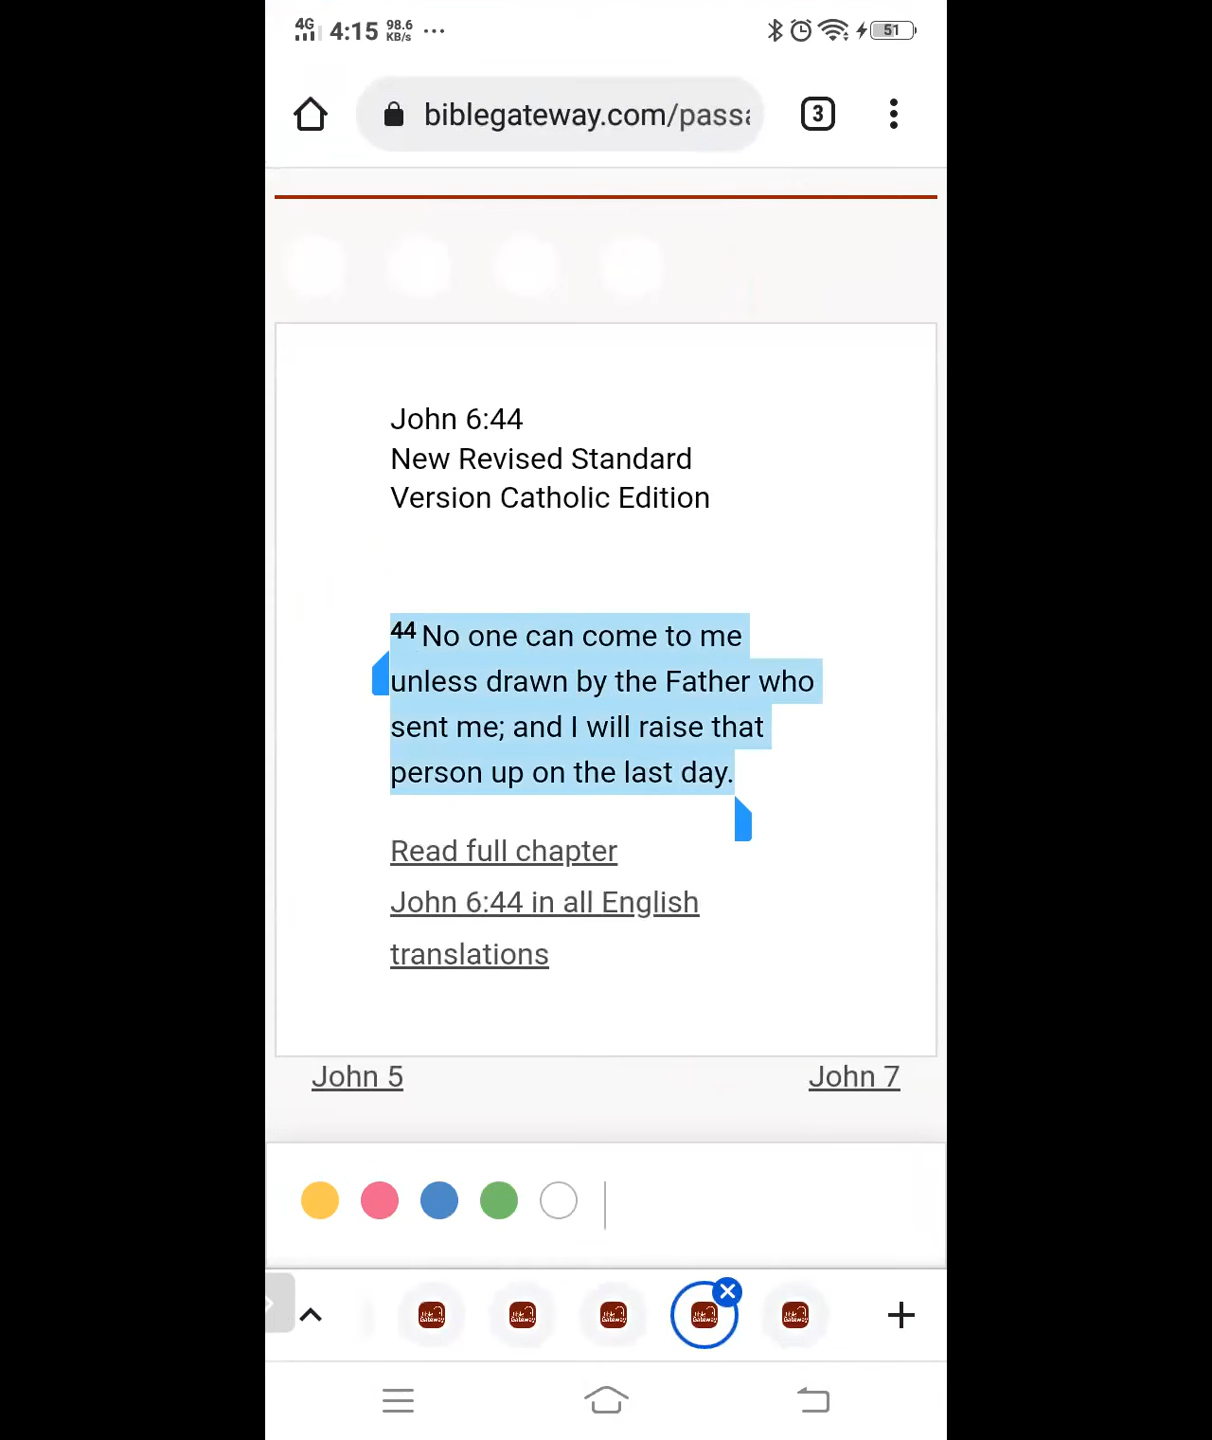 4G 4:15 98.6 KB/s ... 51
biblegateway.com/passa
3
John 6:44
New Revised Standard
Version Catholic Edition
44 No one can come to me
unless drawn by the Father who
sent me; and I will raise that
person up on the last day.
Read full chapter
John 6:44 in all English
translations
John 5
John 7